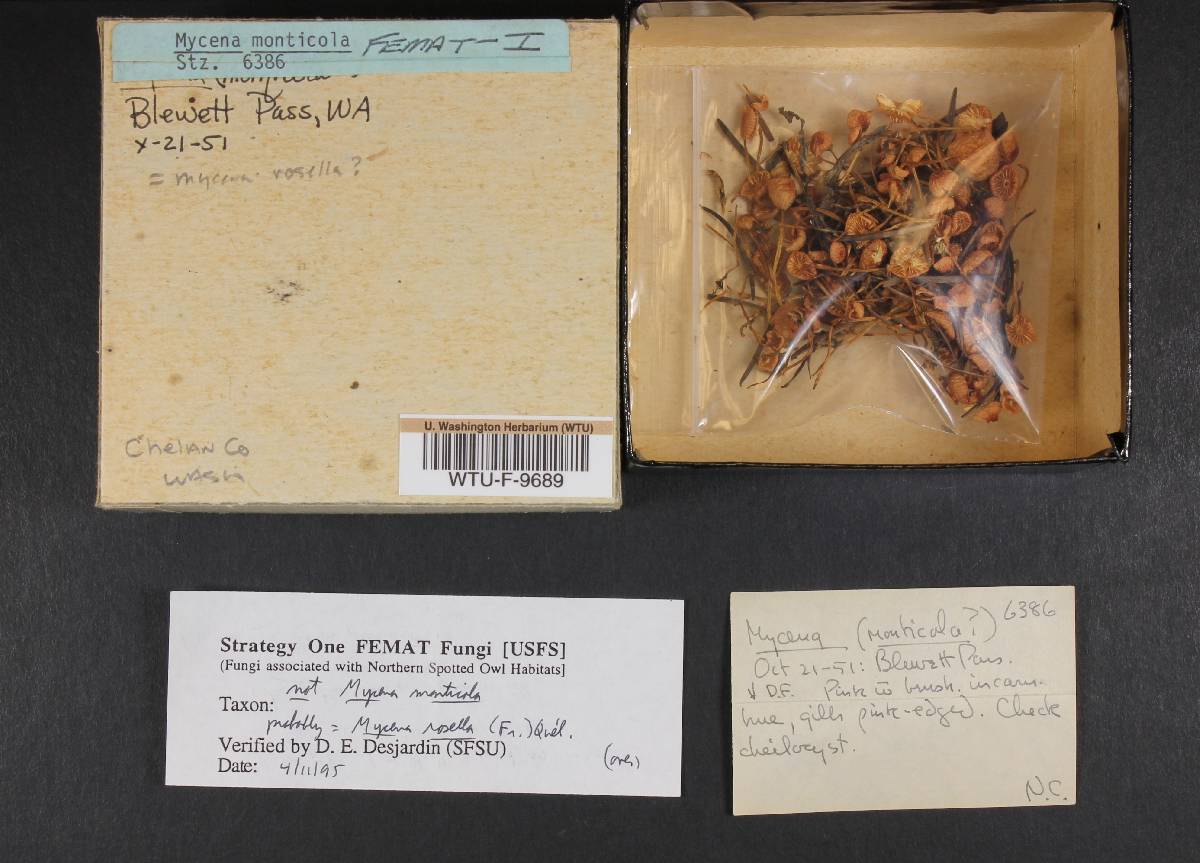 Mycena monticola FEMAT-I
Stz. 6386
Blewett Pass, WA
X-21-51
= mycena rosella?
Chelan Co
WASH
U. Washington Herbarium (WTU)
WTU-F-9689
Strategy One FEMAT Fungi [USFS]
(Fungi associated with Northern Spotted Owl Habitats]
not Mycena monticola
Taxon:
probably = Mycena rosella (Fr.) Quél.
Verified by D. E. Desjardin (SFSU)
(over)
Date: 4/11/95
Mycena (monticola?) 6386
Oct 21-51: Blewett Pass.
D.F. Pink brush. incarn.
hue, gills pink-edged. Check
cheilocyst.
N.C.